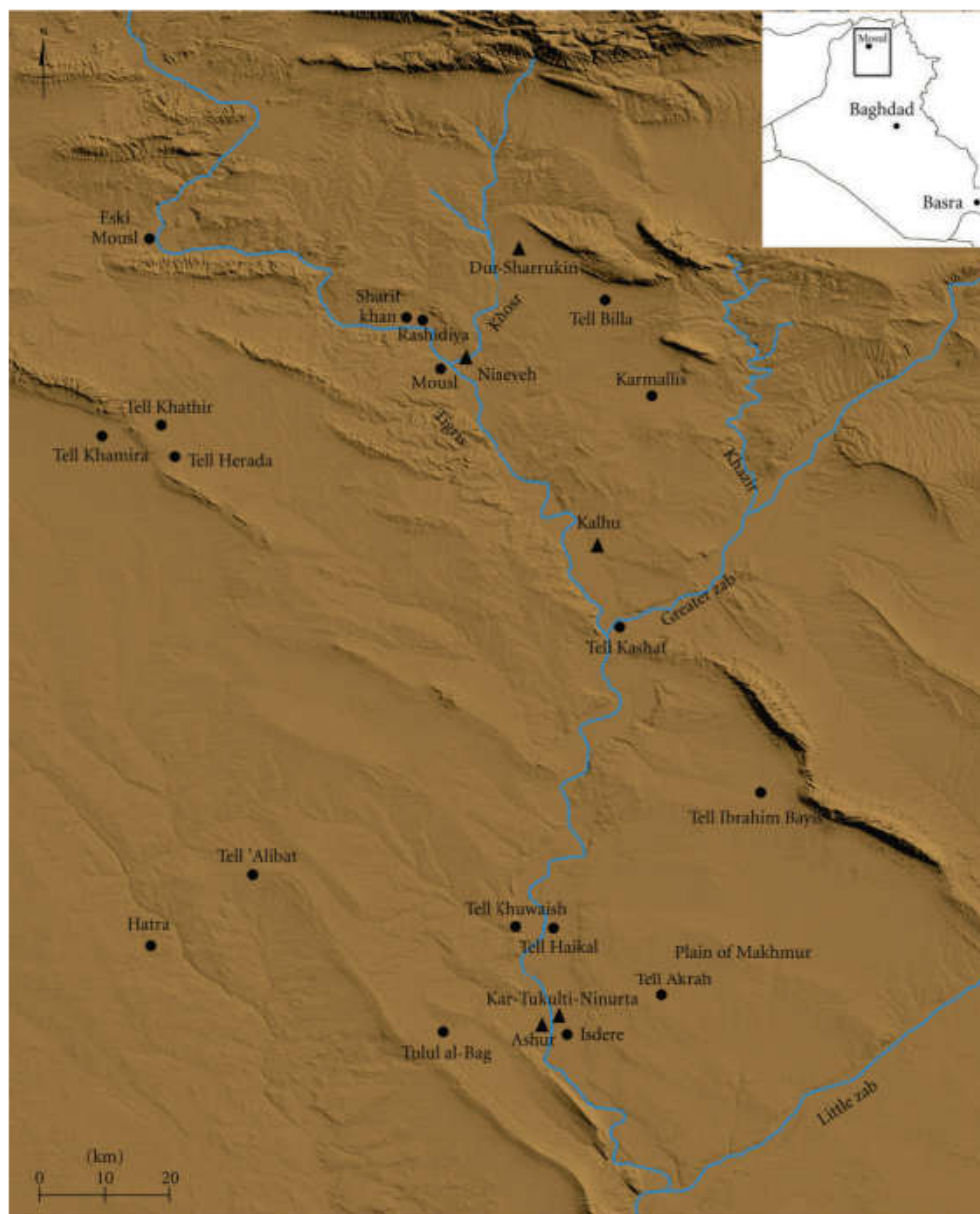 N
Mosul
Baghdad
Basra
Eski
Mousl
Dur-Sharrukin
Sharif
khan
Rashidiya
Khosr
Tell Billa
Mousl
Nineveh
Karmallis
Tell Khathir
Tell Khamira
Tell Herada
Tigris
Khazir
Kalhu
Greater zab
Tell Kashaf
Tell Ibrahim Bayis
Tell 'Alibat
Hatra
Tell Khuwaish
Tell Haikal
Plain of Makhmur
Tell Akrah
Kar-Tukulti-Ninurta
Ashur
Isdere
Tulul al-Bag
Little zab
(km)
0 10 20